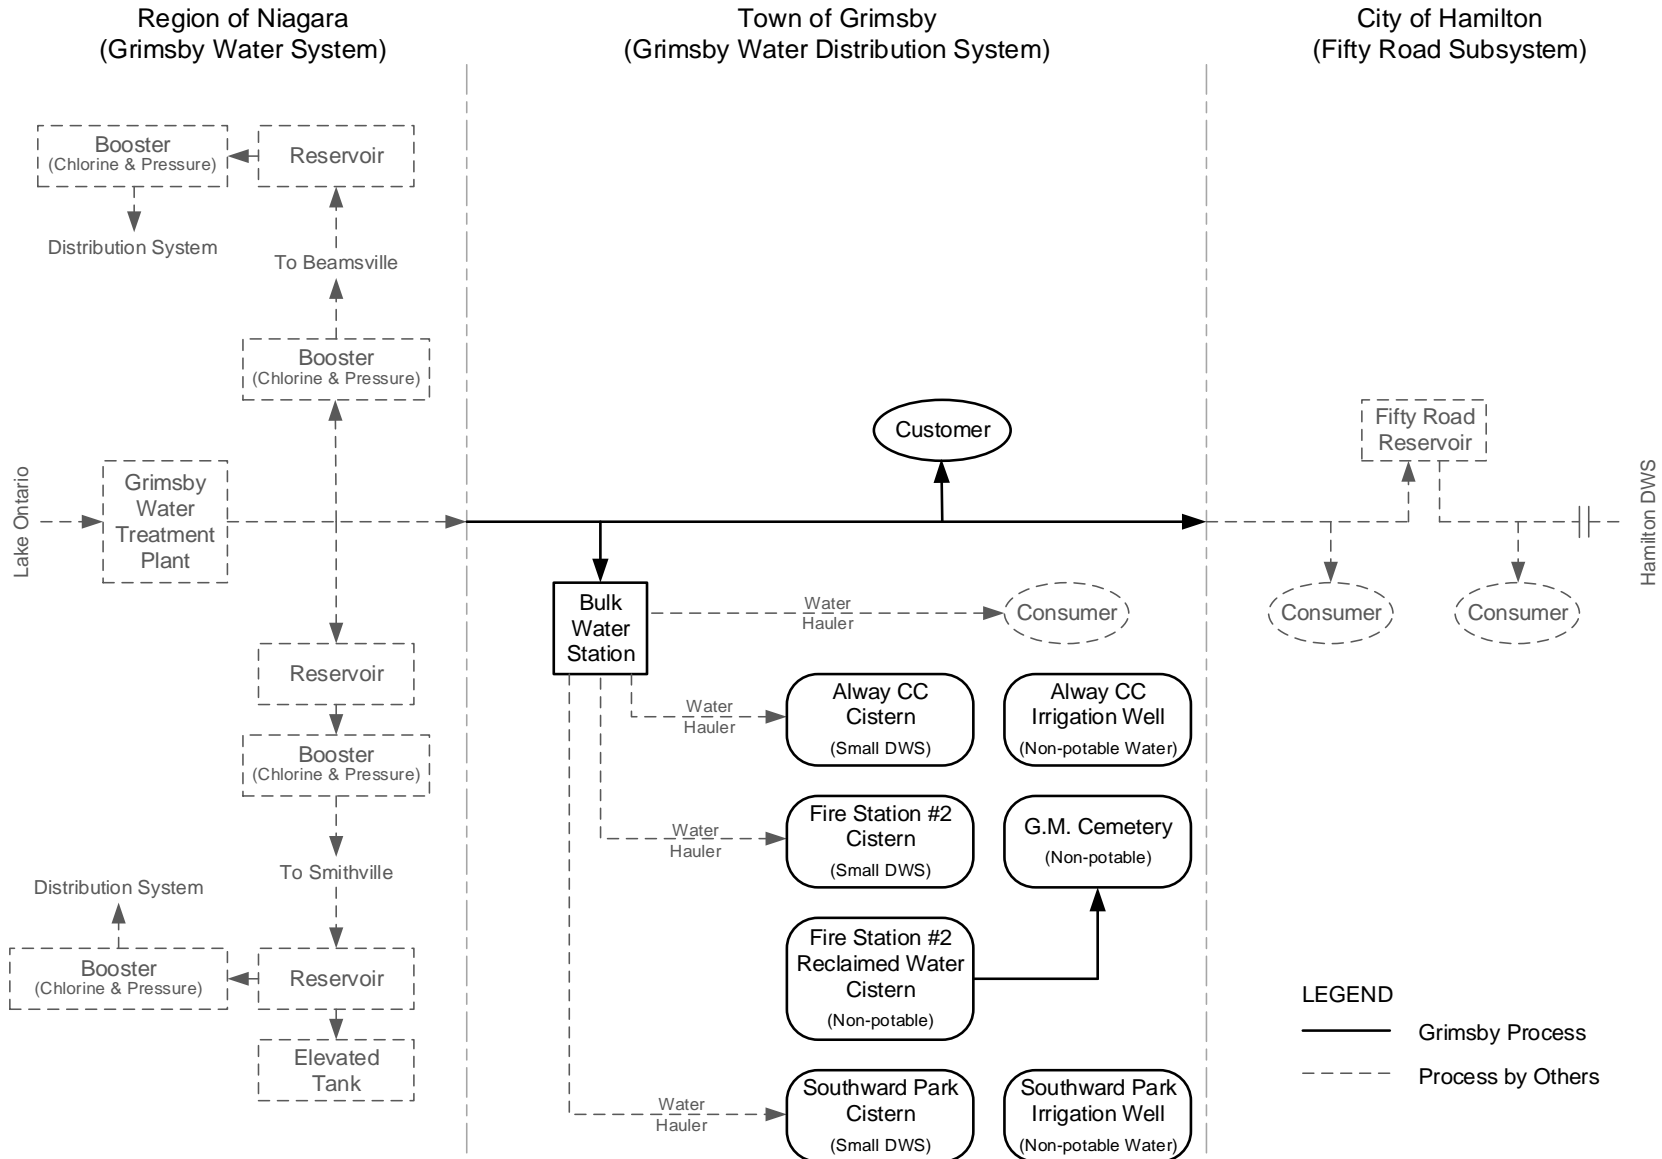 Region of Niagara
(Grimsby Water System)
Town of Grimsby
(Grimsby Water Distribution System)
City of Hamilton
(Fifty Road Subsystem)
Booster
(Chlorine & Pressure)
Reservoir
Distribution System
To Beamsville
Booster
(Chlorine & Pressure)
Lake Ontario
Grimsby
Water
Treatment
Plant
Reservoir
Booster
(Chlorine & Pressure)
To Smithville
Distribution System
Booster
(Chlorine & Pressure)
Reservoir
Elevated
Tank
Customer
Bulk
Water
Station
Water
Hauler
Consumer
Water
Hauler
Alway CC
Cistern
(Small DWS)
Alway CC
Irrigation Well
(Non-potable Water)
Water
Hauler
Fire Station #2
Cistern
(Small DWS)
G.M. Cemetery
(Non-potable)
Fire Station #2
Reclaimed Water
Cistern
(Non-potable)
Water
Hauler
Southward Park
Cistern
(Small DWS)
Southward Park
Irrigation Well
(Non-potable Water)
Fifty Road
Reservoir
Consumer
Consumer
Hamilton DWS
LEGEND
Grimsby Process
Process by Others